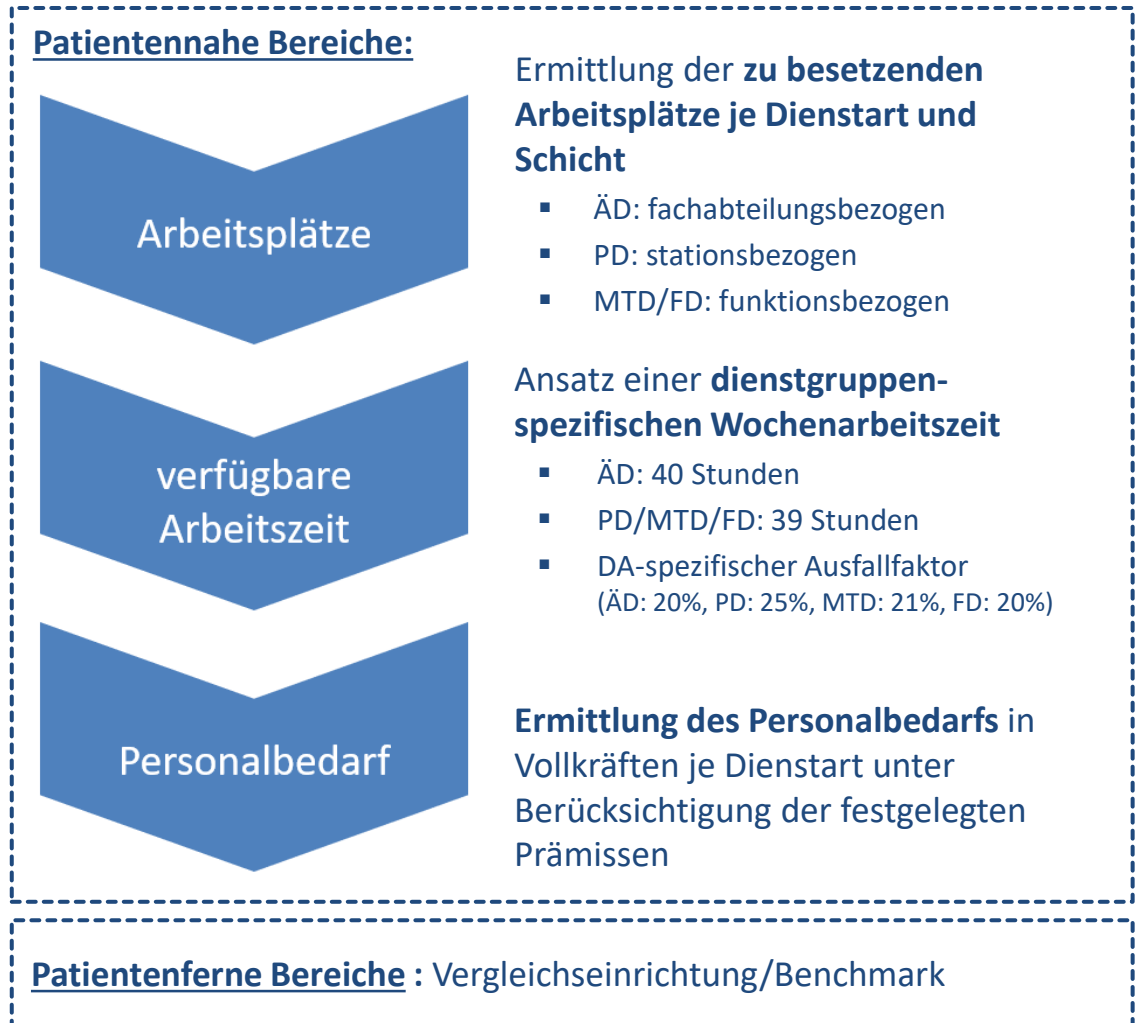 Patientennahe Bereiche:
Arbeitsplätze
Ermittlung der zu besetzenden
Arbeitsplätze je Dienstart und
Schicht
▪ ÄD: fachabteilungsbezogen
▪ PD: stationsbezogen
▪ MTD/FD: funktionsbezogen
verfügbare
Arbeitszeit
Ansatz einer dienstgruppen-
spezifischen Wochenarbeitszeit
▪ ÄD: 40 Stunden
▪ PD/MTD/FD: 39 Stunden
▪ DA-spezifischer Ausfallfaktor
(ÄD: 20%, PD: 25%, MTD: 21%, FD: 20%)
Personalbedarf
Ermittlung des Personalbedarfs in
Vollkräften je Dienstart unter
Berücksichtigung der festgelegten
Prämissen
Patientenferne Bereiche : Vergleichseinrichtung/Benchmark